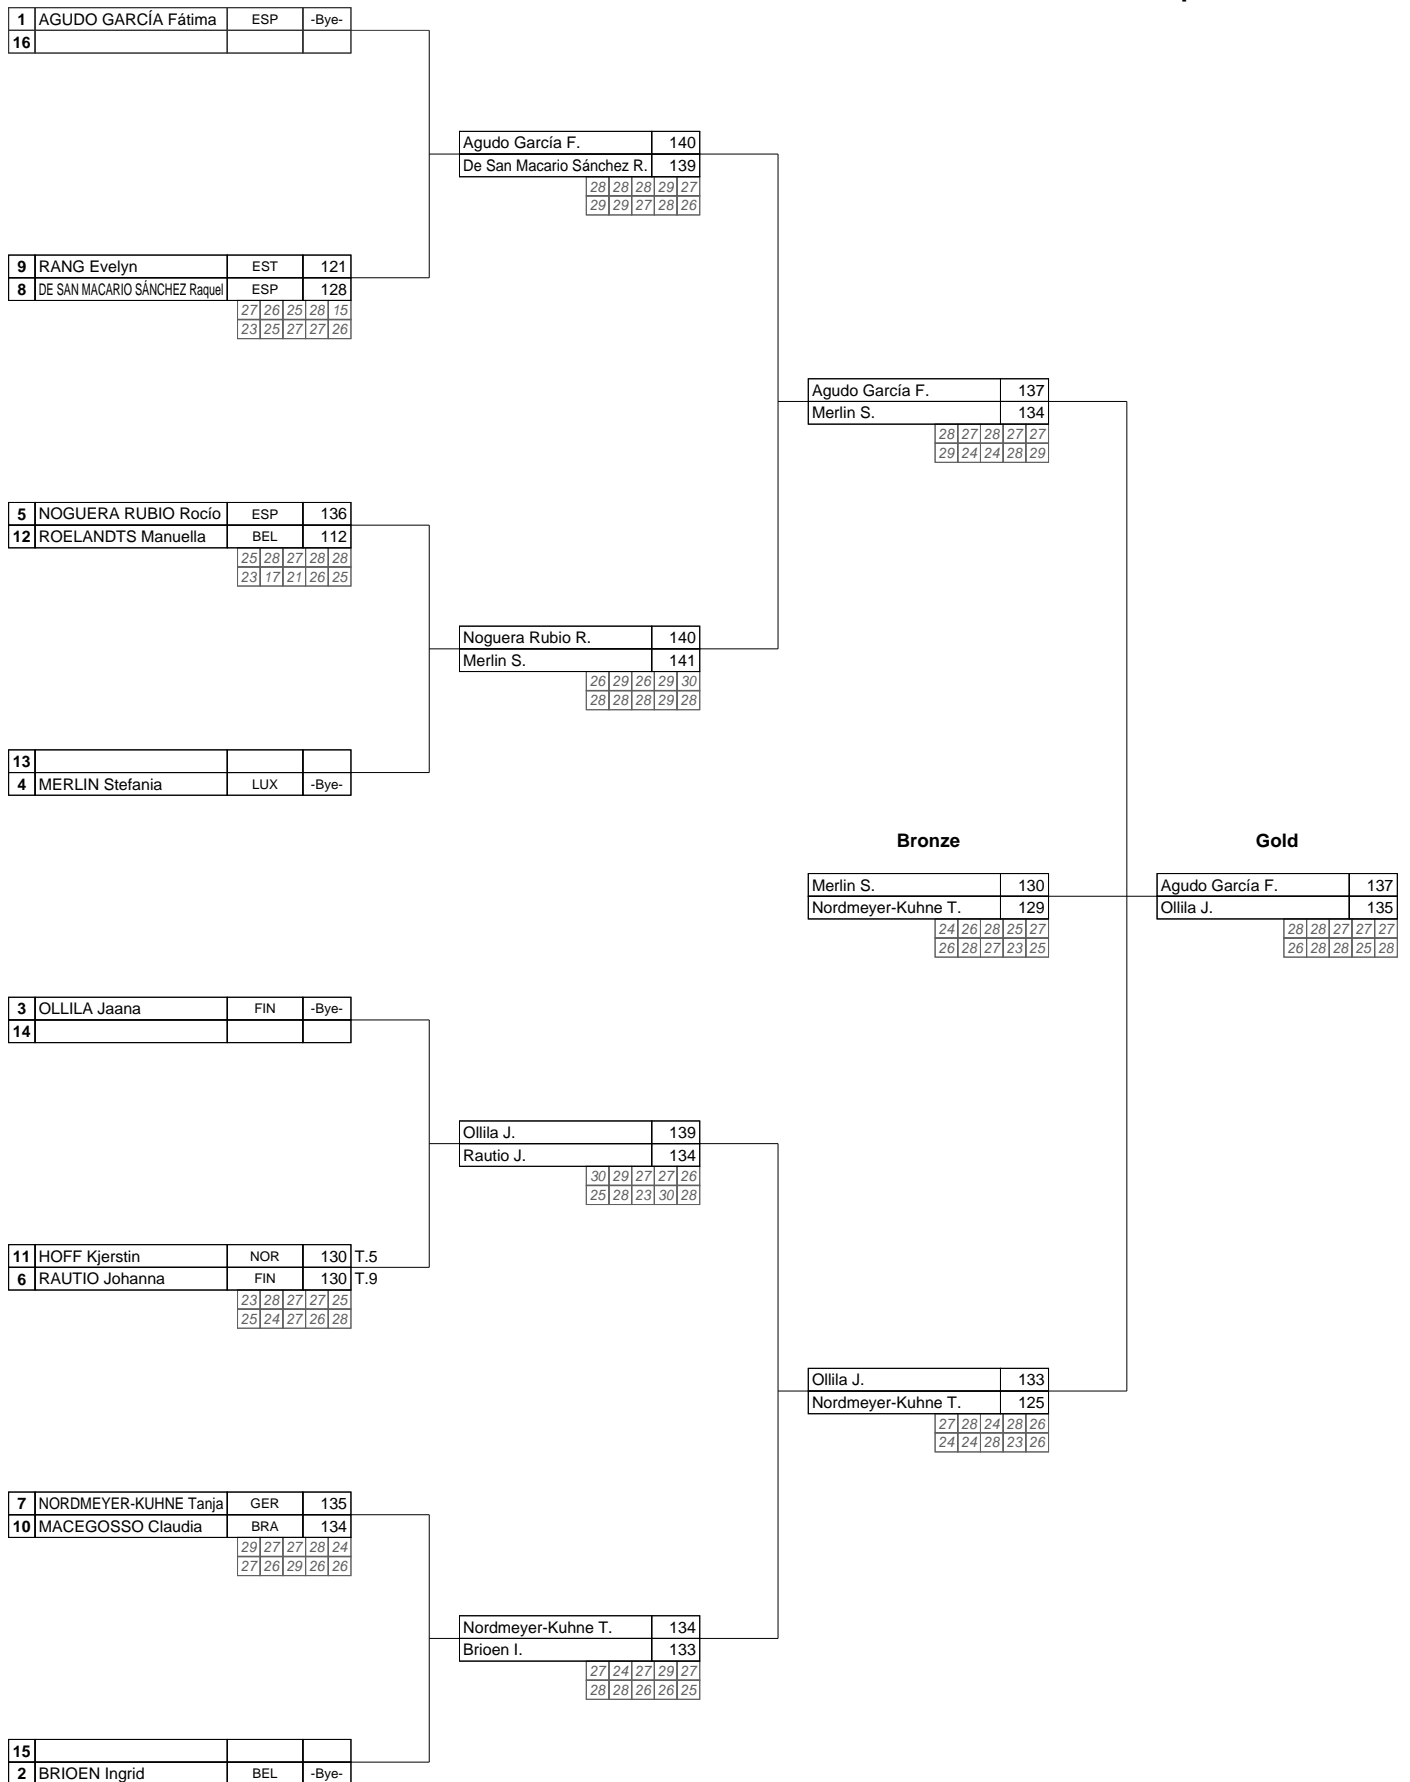 1 AGUDO GARCÍA Fátima ESP -Bye-
16
Agudo García F. 140
De San Macario Sánchez R. 139
28 28 28 29 27
29 29 27 28 26
9 RANG Evelyn EST 121
8 DE SAN MACARIO SÁNCHEZ Raquel ESP 128
27 26 25 28 15
23 25 27 27 26
Agudo García F. 137
Merlin S. 134
28 27 28 27 27
29 24 24 28 29
5 NOGUERA RUBIO Rocío ESP 136
12 ROELANDTS Manuella BEL 112
25 28 27 28 28
23 17 21 26 25
Noguera Rubio R. 140
Merlin S. 141
26 29 26 29 30
28 28 28 29 28
13
4 MERLIN Stefania LUX -Bye-
Bronze Gold
Merlin S. 130 Agudo García F. 137
Nordmeyer-Kuhne T. 129 Ollila J. 135
24 26 28 25 27 28 28 27 27 27
26 28 27 23 25 26 28 28 25 28
3 OLLILA Jaana FIN -Bye-
14
Ollila J. 139
Rautio J. 134
30 29 27 27 26
25 28 23 30 28
11 HOFF Kjerstin NOR 130 T.5
6 RAUTIO Johanna FIN 130 T.9
23 28 27 27 25
25 24 27 26 28
Ollila J. 133
Nordmeyer-Kuhne T. 125
27 28 24 28 26
24 24 28 23 26
7 NORDMEYER-KUHNE Tanja GER 135
10 MACEGOSSO Claudia BRA 134
29 27 27 28 24
27 26 29 26 26
Nordmeyer-Kuhne T. 134
Brioen I. 133
27 24 27 29 27
28 28 26 26 25
15
2 BRIOEN Ingrid BEL -Bye-